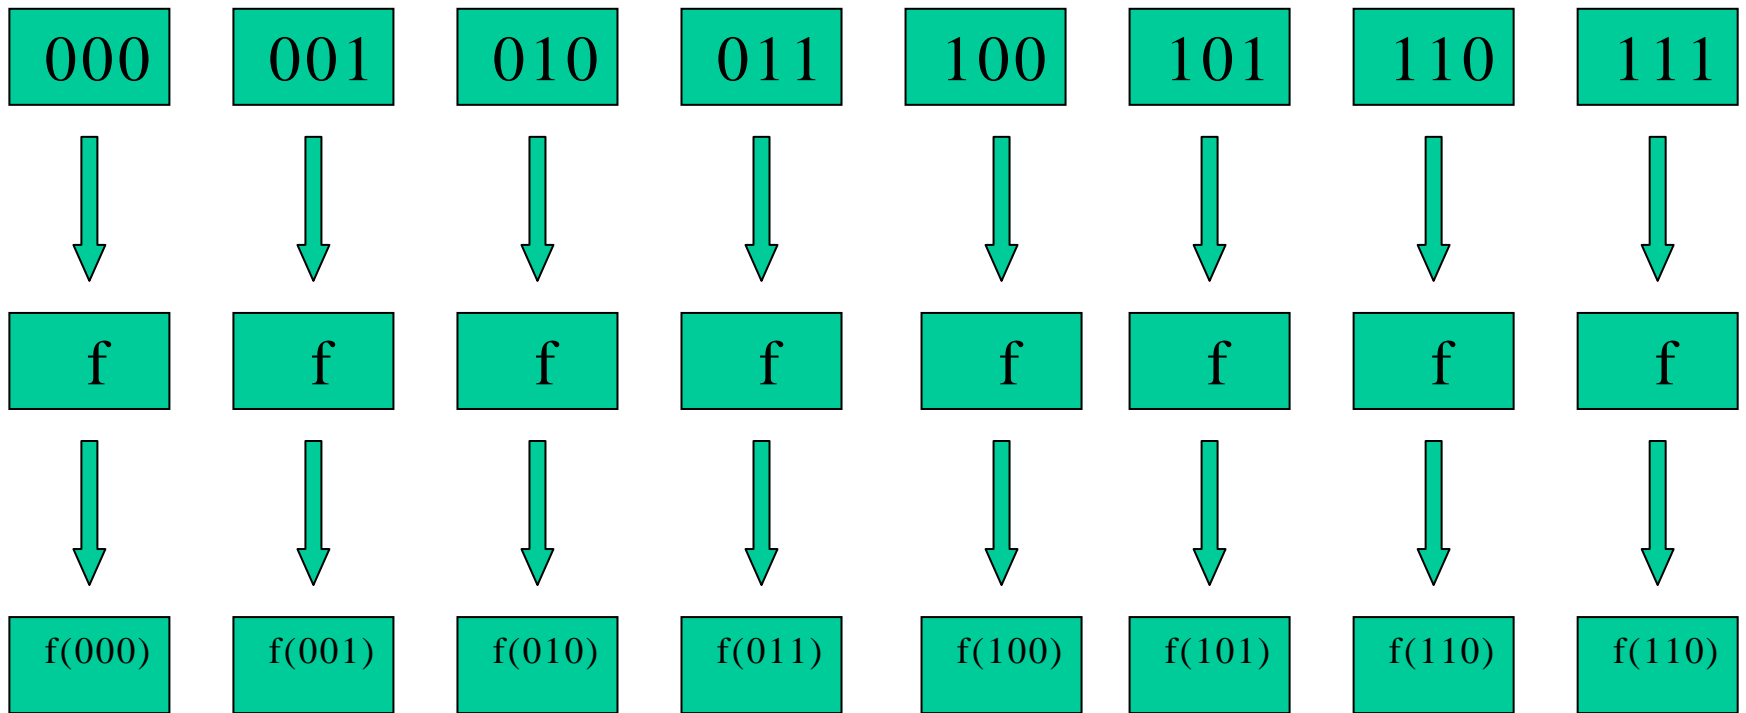 000 001 010 011 100 101 110 111
f f f f f f f f
f(000) f(001) f(010) f(011) f(100) f(101) f(110) f(110)